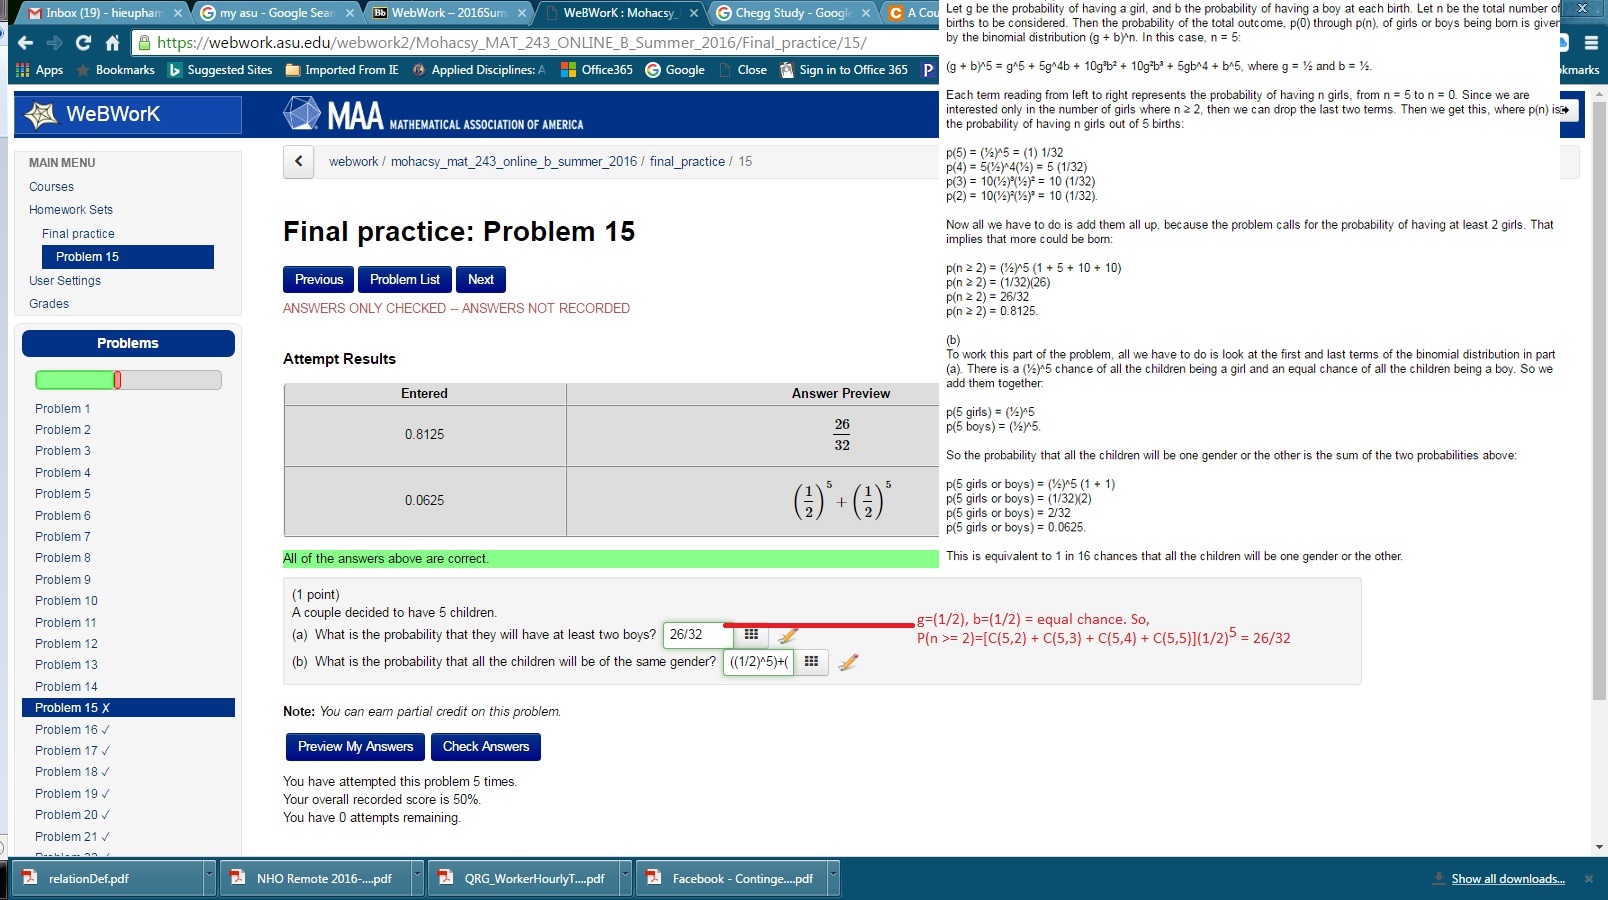 Inbox (19) - hieupham
my asu - Google Sear
Bb WebWork – 2016Sum
WeBWorK : Mohacsy_
Chegg Study - Google
A Cou
https://webwork.asu.edu/webwork2/Mohacsy_MAT_243_ONLINE_B_Summer_2016/Final_practice/15/
Apps Bookmarks Suggested Sites Imported From IE Applied Disciplines: A Office365 Google Close Sign in to Office 365 P
okmarks
WeBWorK
MAA MATHEMATICAL ASSOCIATION OF AMERICA
MAIN MENU
Courses
Homework Sets
Final practice
Problem 15
User Settings
Grades
Problems
Problem 1
Problem 2
Problem 3
Problem 4
Problem 5
Problem 6
Problem 7
Problem 8
Problem 9
Problem 10
Problem 11
Problem 12
Problem 13
Problem 14
Problem 15 ✗
Problem 16 ✓
Problem 17 ✓
Problem 18 ✓
Problem 19 ✓
Problem 20 ✓
Problem 21 ✓
webwork / mohacsy_mat_243_online_b_summer_2016 / final_practice / 15
Final practice: Problem 15
Previous Problem List Next
ANSWERS ONLY CHECKED -- ANSWERS NOT RECORDED
Attempt Results
Entered Answer Preview
0.8125 26/32
0.0625 (1/2)^5 + (1/2)^5
All of the answers above are correct.
(1 point)
A couple decided to have 5 children.
(a) What is the probability that they will have at least two boys? 26/32
(b) What is the probability that all the children will be of the same gender? ((1/2)^5)+(
g=(1/2), b=(1/2) = equal chance. So,
P(n >= 2)=[C(5,2) + C(5,3) + C(5,4) + C(5,5)](1/2)⁵ = 26/32
Note: You can earn partial credit on this problem.
Preview My Answers Check Answers
You have attempted this problem 5 times.
Your overall recorded score is 50%.
You have 0 attempts remaining.
Let g be the probability of having a girl, and b the probability of having a boy at each birth. Let n be the total number of
births to be considered. Then the probability of the total outcome, p(0) through p(n), of girls or boys being born is given
by the binomial distribution (g + b)^n. In this case, n = 5:
(g + b)^5 = g^5 + 5g^4b + 10g³b² + 10g²b³ + 5gb^4 + b^5, where g = ½ and b = ½.
Each term reading from left to right represents the probability of having n girls, from n = 5 to n = 0. Since we are
interested only in the number of girls where n ≥ 2, then we can drop the last two terms. Then we get this, where p(n) is
the probability of having n girls out of 5 births:
p(5) = (½)^5 = (1) 1/32
p(4) = 5(½)^4(½) = 5 (1/32)
p(3) = 10(½)³(½)² = 10 (1/32)
p(2) = 10(½)²(½)³ = 10 (1/32).
Now all we have to do is add them all up, because the problem calls for the probability of having at least 2 girls. That
implies that more could be born:
p(n ≥ 2) = (½)^5 (1 + 5 + 10 + 10)
p(n ≥ 2) = (1/32)(26)
p(n ≥ 2) = 26/32
p(n ≥ 2) = 0.8125.
(b)
To work this part of the problem, all we have to do is look at the first and last terms of the binomial distribution in part
(a). There is a (½)^5 chance of all the children being a girl and an equal chance of all the children being a boy. So we
add them together:
p(5 girls) = (½)^5
p(5 boys) = (½)^5.
So the probability that all the children will be one gender or the other is the sum of the two probabilities above:
p(5 girls or boys) = (½)^5 (1 + 1)
p(5 girls or boys) = (1/32)(2)
p(5 girls or boys) = 2/32
p(5 girls or boys) = 0.0625.
This is equivalent to 1 in 16 chances that all the children will be one gender or the other.
relationDef.pdf
NHO Remote 2016-....pdf
QRG_WorkerHourlyT....pdf
Facebook - Continge....pdf
Show all downloads...